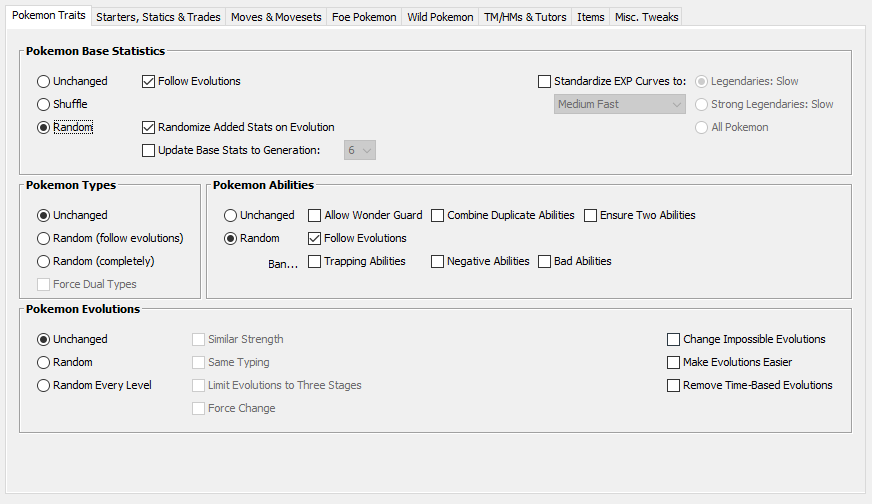 Pokemon Traits Starters, Statics & Trades Moves & Movesets Foe Pokemon Wild Pokemon TM/HMs & Tutors Items Misc. Tweaks
Pokemon Base Statistics
Unchanged Follow Evolutions Standardize EXP Curves to: Legendaries: Slow
Shuffle Medium Fast Strong Legendaries: Slow
Random Randomize Added Stats on Evolution All Pokemon
Update Base Stats to Generation: 6
Pokemon Types
Unchanged
Random (follow evolutions)
Random (completely)
Force Dual Types
Pokemon Abilities
Unchanged Allow Wonder Guard Combine Duplicate Abilities Ensure Two Abilities
Random Follow Evolutions
Ban... Trapping Abilities Negative Abilities Bad Abilities
Pokemon Evolutions
Unchanged Similar Strength Change Impossible Evolutions
Random Same Typing Make Evolutions Easier
Random Every Level Limit Evolutions to Three Stages Remove Time-Based Evolutions
Force Change